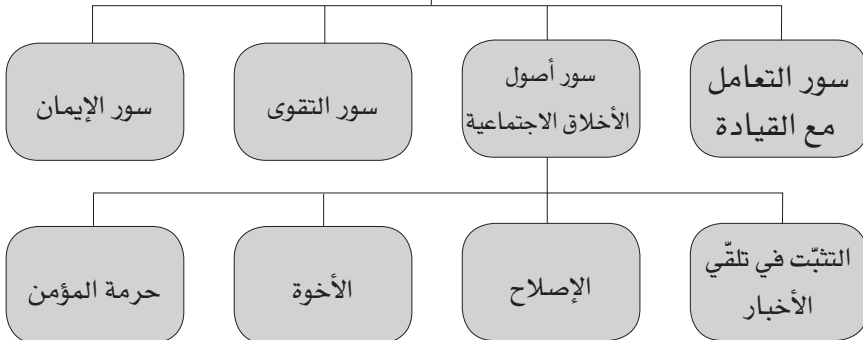 سور التعامل
مع القيادة
سور أصول
الأخلاق الاجتماعية
سور التقوى
سور الإيمان
التثبّت في تلقّي
الأخبار
الإصلاح
الأخوة
حرمة المؤمن